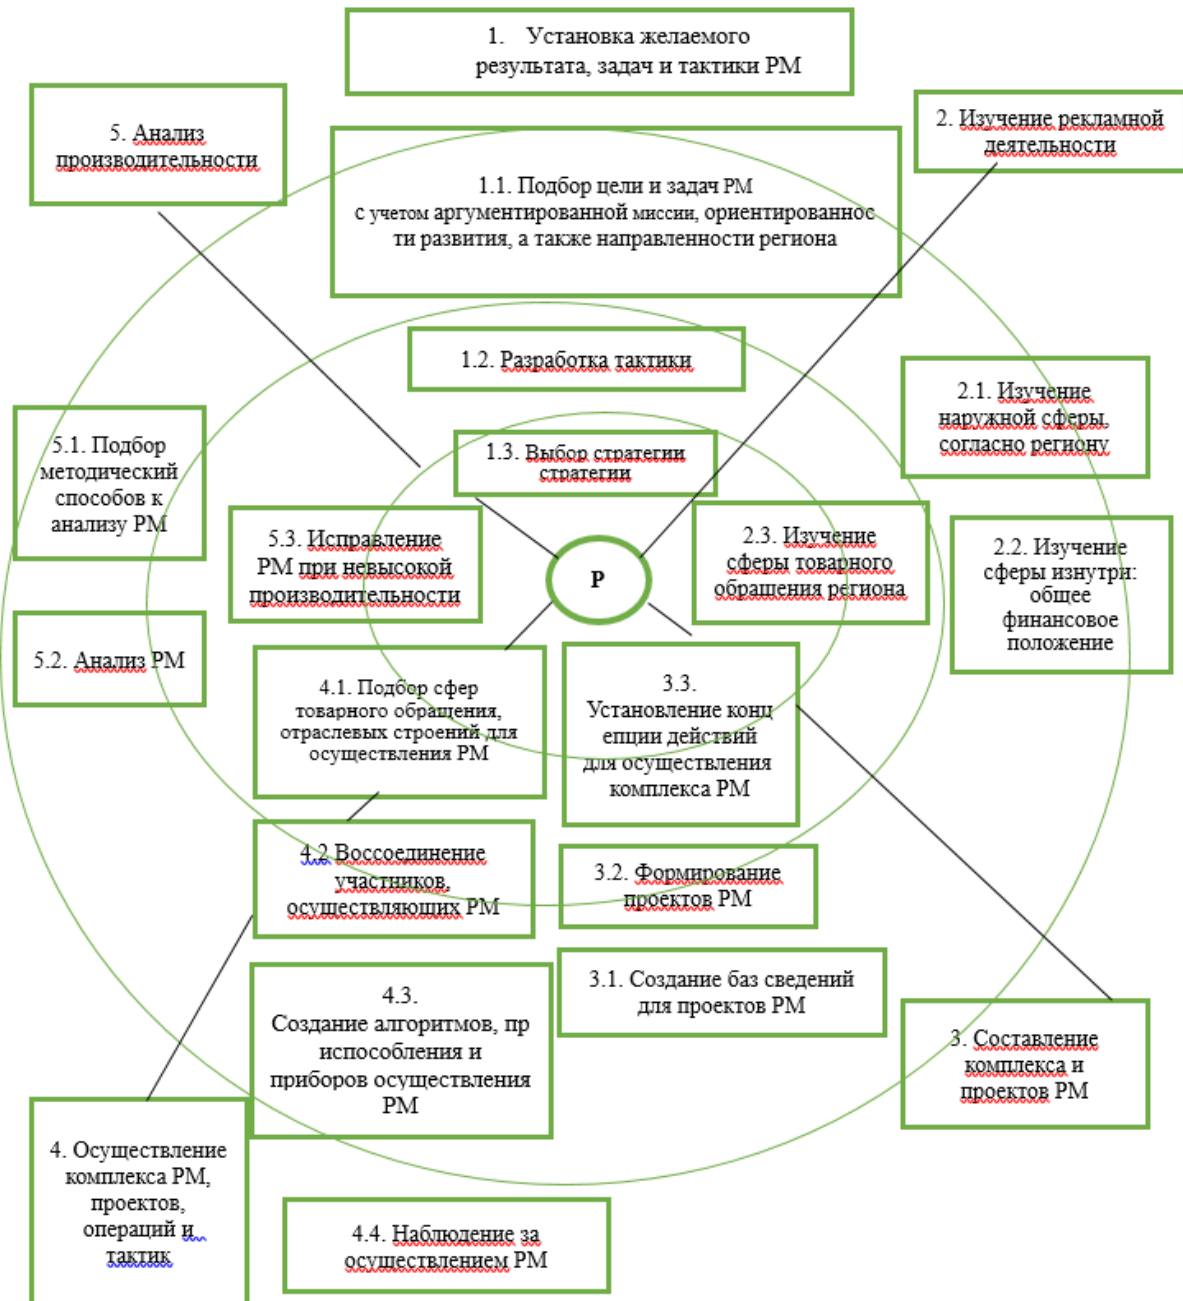 1. Установка желаемого
результата, задач и тактики РМ
5. Анализ
производительности
2. Изучение рекламной
деятельности
1.1. Подбор цели и задач РМ
с учетом аргументированной миссии, ориентированнос
ти развития, а также направленности региона
1.2. Разработка тактики
2.1. Изучение
наружной сферы,
согласно региону
5.1. Подбор
методический
способов к
анализу РМ
1.3. Выбор стратегии
стратегии
5.3. Исправление
РМ при невысокой
производительности
Р
2.3. Изучение
сферы товарного
обращения региона
2.2. Изучение
сферы изнутри:
общее
финансовое
положение
5.2. Анализ РМ
4.1. Подбор сфер
товарного обращения,
отраслевых строений для
осуществления РМ
3.3.
Установление конц
епции действий
для осуществления
комплекса РМ
4.2 Воссоединение
участников,
осуществляющих РМ
3.2. Формирование
проектов РМ
4.3.
Создание алгоритмов, пр
испособления и
приборов осуществления
РМ
3.1. Создание баз сведений
для проектов РМ
3. Составление
комплекса и
проектов РМ
4. Осуществление
комплекса РМ,
проектов,
операций и
тактик
4.4. Наблюдение за
осуществлением РМ